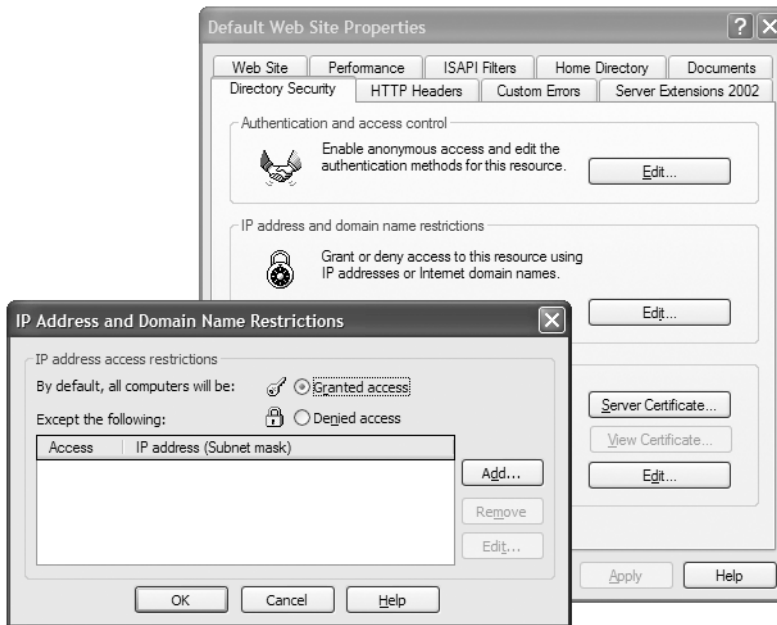 Default Web Site Properties
Web Site Performance ISAPI Filters Home Directory Documents
Directory Security HTTP Headers Custom Errors Server Extensions 2002
Authentication and access control
Enable anonymous access and edit the
authentication methods for this resource.
Edit...
IP address and domain name restrictions
Grant or deny access to this resource using
IP addresses or Internet domain names.
Edit...
Server Certificate...
View Certificate...
Edit...
Apply Help
IP Address and Domain Name Restrictions
IP address access restrictions
By default, all computers will be: Granted access
Except the following: Denied access
Access IP address (Subnet mask)
Add...
Remove
Edit...
OK Cancel Help